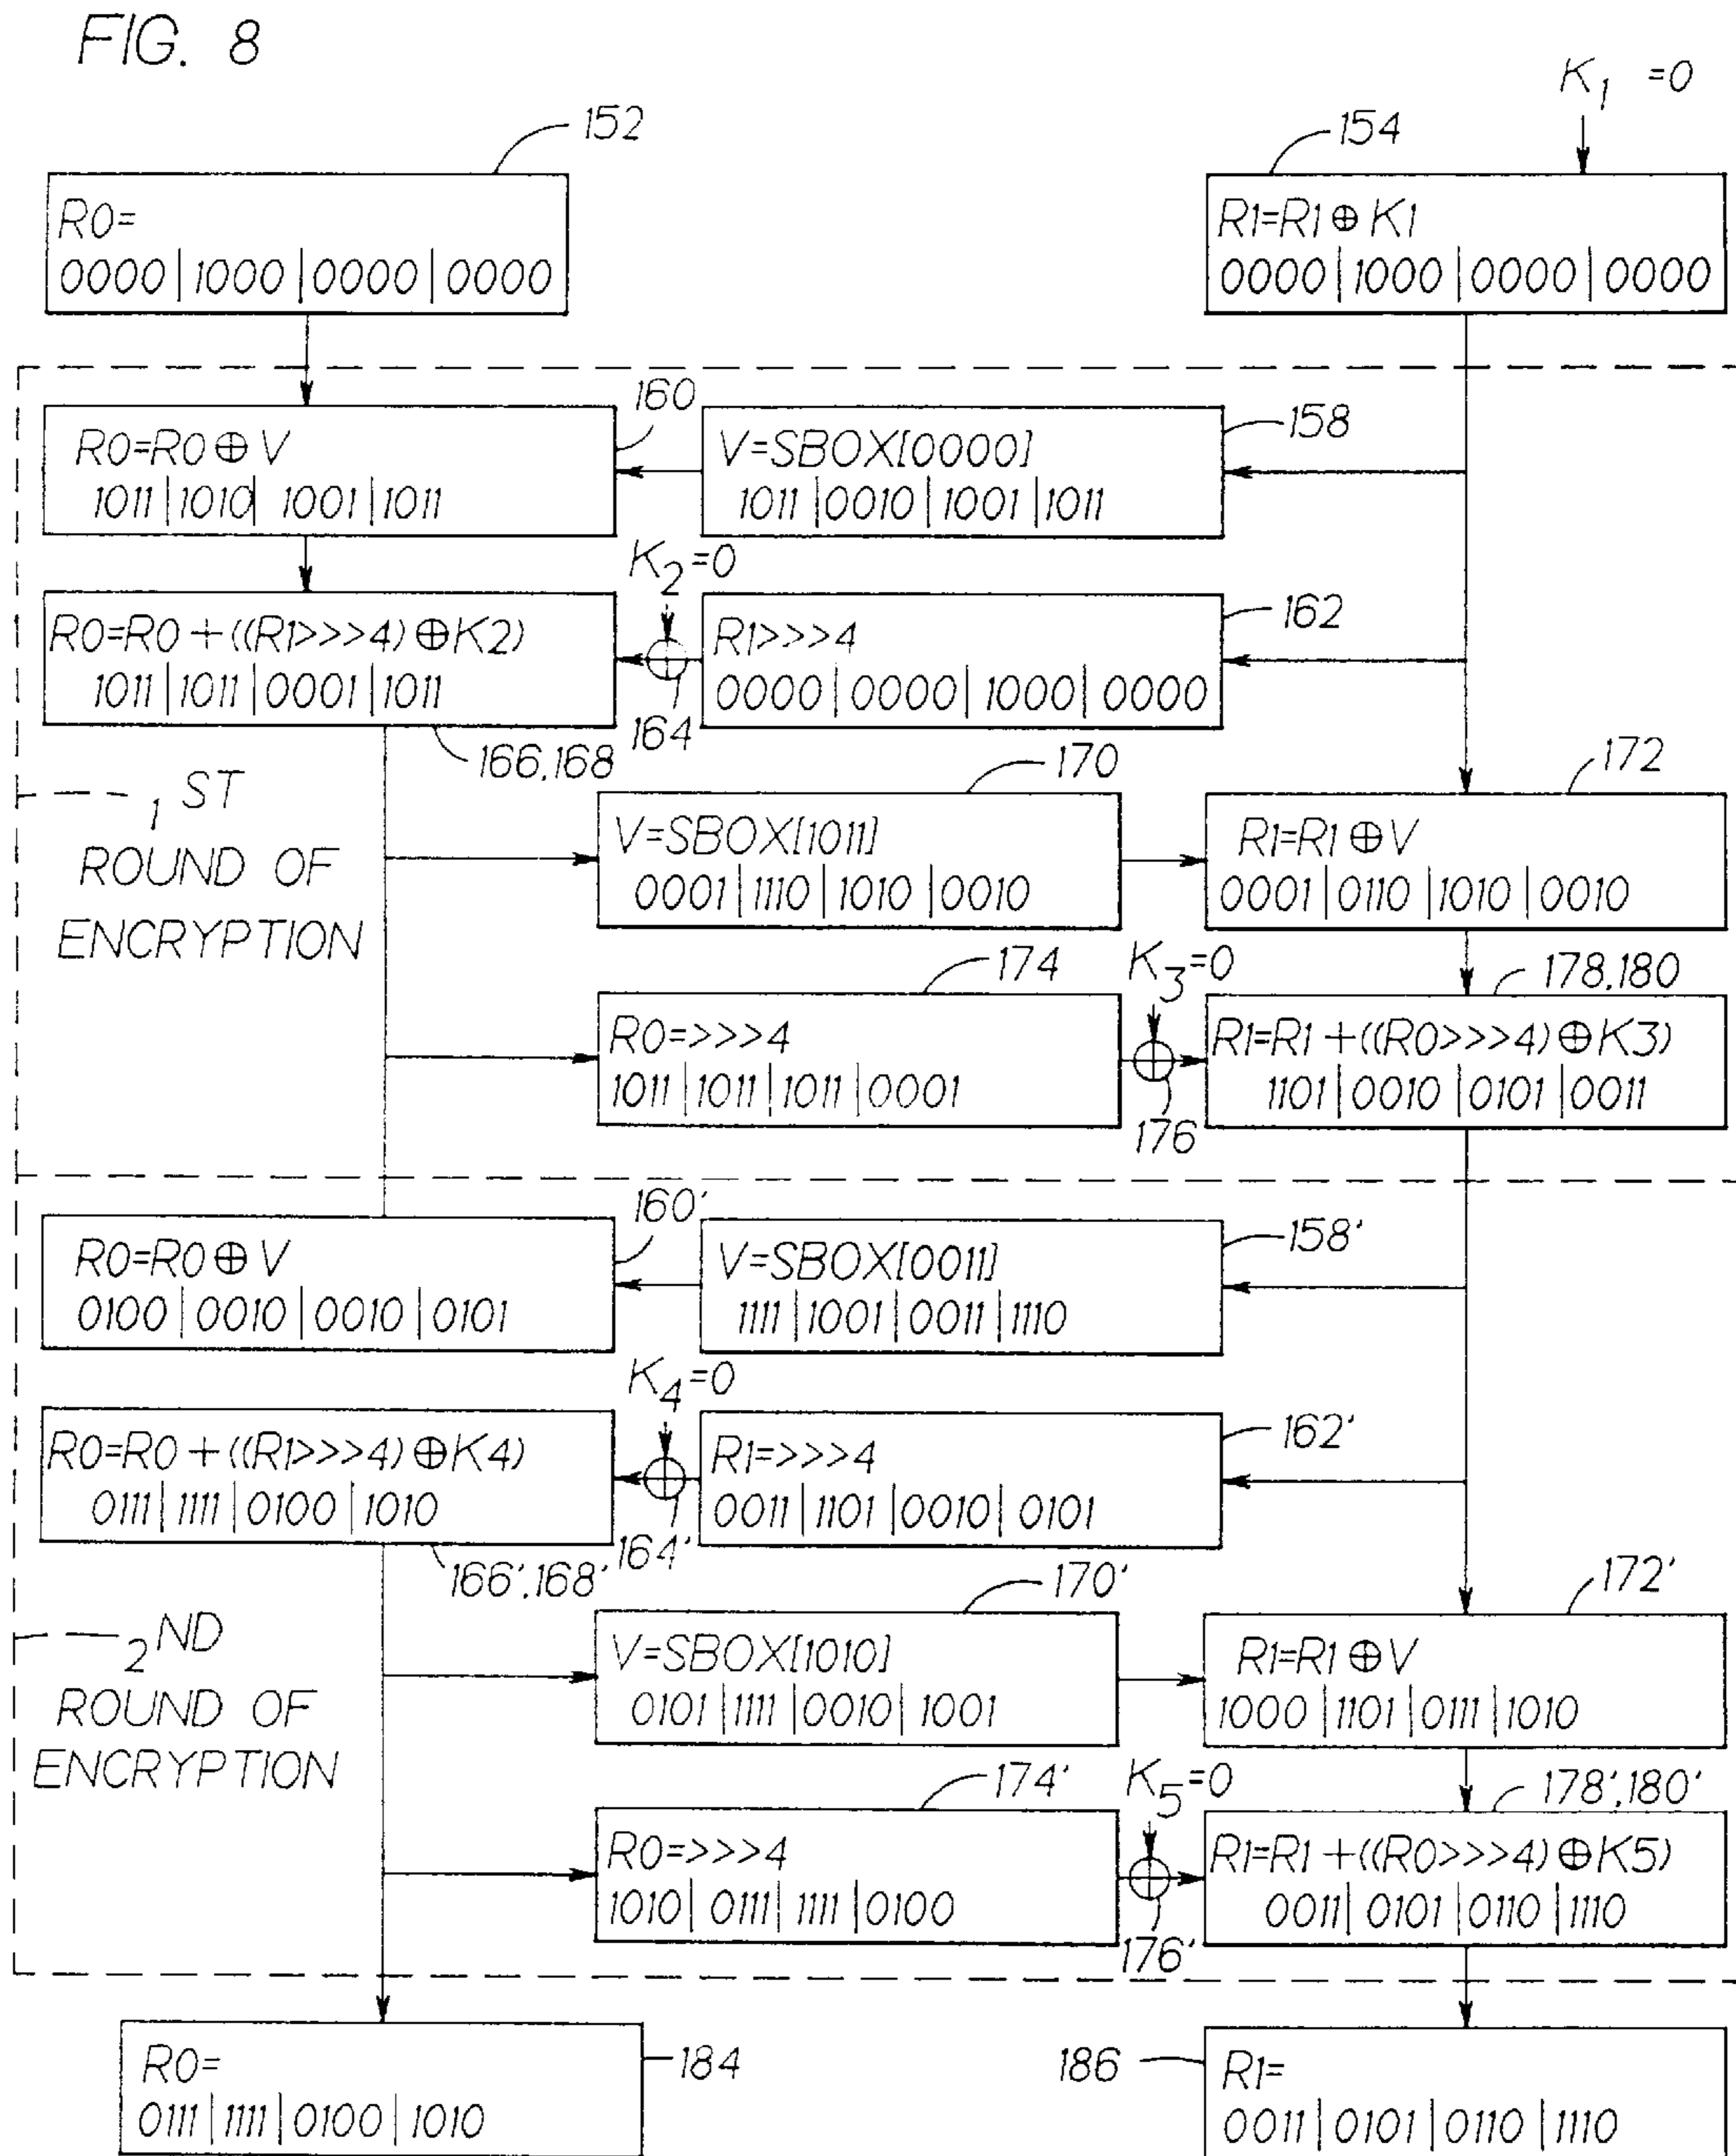 FIG. 8
K1 =0
152
154
R0=
0000|1000|0000|0000
R1=R1⊕K1
0000|1000|0000|0000
160
R0=R0⊕V
1011|1010|1001|1011
158
V=SBOX[0000]
1011|0010|1001|1011
K2=0
R0=R0+((R1>>>4)⊕K2)
1011|1011|0001|1011
162
R1>>>4
0000|0000|1000|0000
164
166,168
1ST
ROUND OF
ENCRYPTION
170
V=SBOX[1011]
0001|1110|1010|0010
172
R1=R1⊕V
0001|0110|1010|0010
174
R0=>>>4
1011|1011|1011|0001
K3=0
176
178,180
R1=R1+((R0>>>4)⊕K3)
1101|0010|0101|0011
160'
R0=R0⊕V
0100|0010|0010|0101
158'
V=SBOX[0011]
1111|1001|0011|1110
K4=0
R0=R0+((R1>>>4)⊕K4)
0111|1111|0100|1010
162'
R1=>>>4
0011|1101|0010|0101
164'
166',168'
2ND
ROUND OF
ENCRYPTION
170'
V=SBOX[1010]
0101|1111|0010|1001
172'
R1=R1⊕V
1000|1101|0111|1010
174'
R0=>>>4
1010|0111|1111|0100
K5=0
176'
178',180'
R1=R1+((R0>>>4)⊕K5)
0011|0101|0110|1110
R0=
0111|1111|0100|1010
184
186
R1=
0011|0101|0110|1110